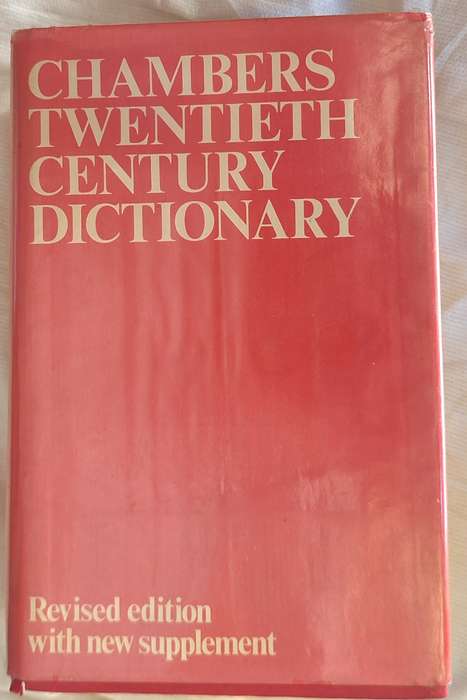 CHAMBERS
TWENTIETH
CENTURY
DICTIONARY
Revised edition
with new supplement